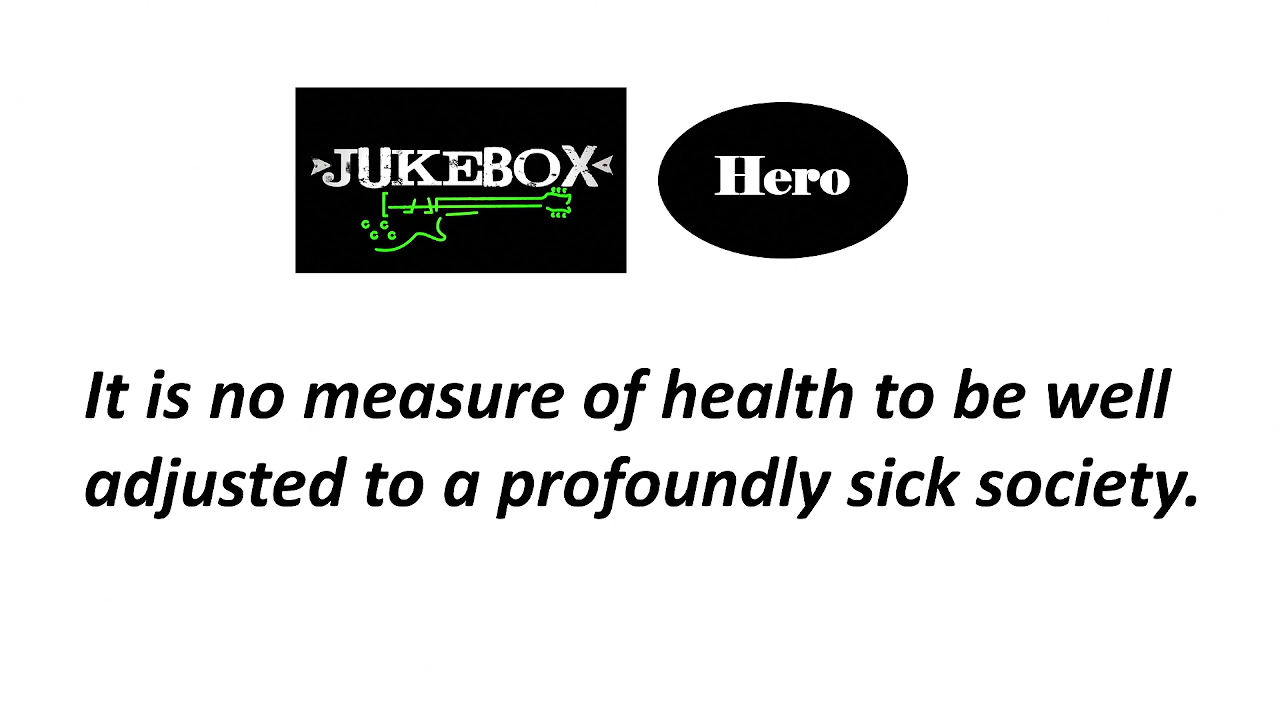 JUKEBOX
Hero
It is no measure of health to be well
adjusted to a profoundly sick society.